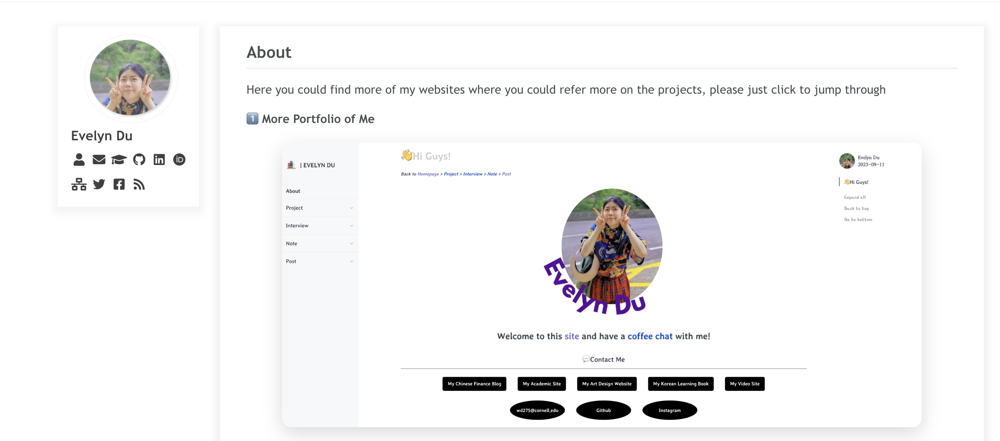 Evelyn Du
iD
About
Here you could find more of my websites where you could refer more on the projects, please just click to jump through
1 More Portfolio of Me
| EVELYN DU
About
Project
Interview
Note
Post
👋Hi Guys!
Back to Homepage > Project > Interview > Note > Post
Evelyn Du
Welcome to this site and have a coffee chat with me!
💬Contact Me
My Chinese Finance Blog
My Academic Site
My Art Design Website
My Korean Learning Book
My Video Site
wd275@cornell.edu
Github
Instagram
Evelyn Du
2023-09-11
👋Hi Guys!
Expand all
Back to top
Go to bottom